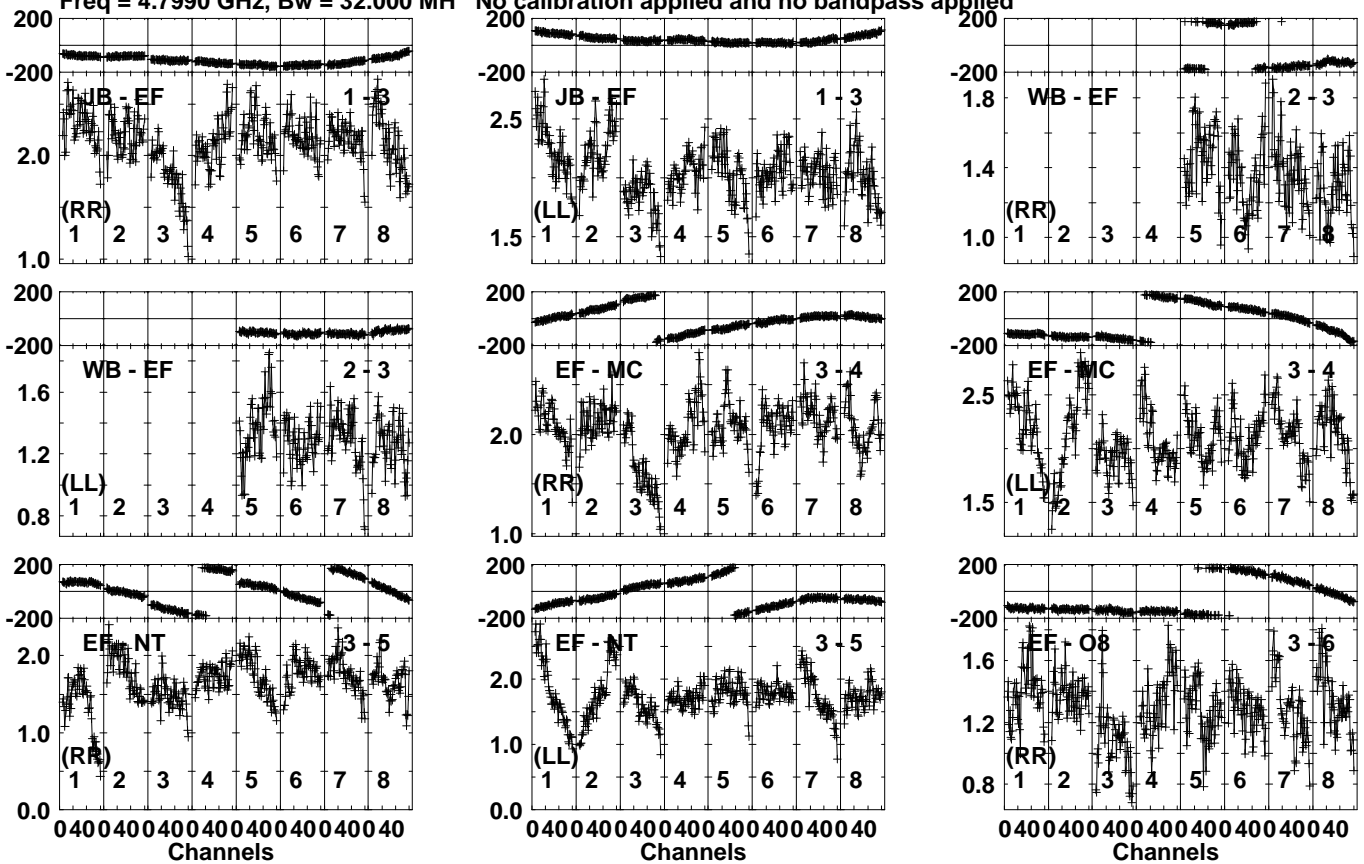 Freq = 4.7990 GHz, Bw = 32.000 MH No calibration applied and no bandpass applied
200 200 200
-200 -200 -200
JB - EF 1 - 3 JB - EF 1 - 3 WB - EF 2 - 3
2.5 1.8
2.0 1.4
(RR) (LL) (RR)
1 2 3 4 5 6 7 8 1.5 1 2 3 4 5 6 7 8 1.0 1 2 3 4 5 6 7 8
1.0
200 200 200
-200 -200 -200
WB - EF 2 - 3 EF - MC 3 - 4 EF - MC 3 - 4
1.6 2.5
1.2 2.0
(LL) (RR) (LL)
1 2 3 4 5 6 7 8 1 2 3 4 5 6 7 8 1.5 1 2 3 4 5 6 7 8
0.8 1.0
200 200 200
-200 -200 -200
EF - NT 3 - 5 EF - NT 3 - 5 EF - O8 3 - 6
2.0 2.0 1.6
1.0 1.0 1.2
(RR) (LL) (RR)
1 2 3 4 5 6 7 8 1 2 3 4 5 6 7 8 0.8 1 2 3 4 5 6 7 8
0.0 0.0
0 40 0 40 0 40 0 40 0 40 0 40 0 40 0 40 0 40 0 40 0 40 0 40 0 40 0 40 0 40 0 40 0 40 0 40 0 40 0 40 0 40 0 40 0 40 0 40
Channels Channels Channels